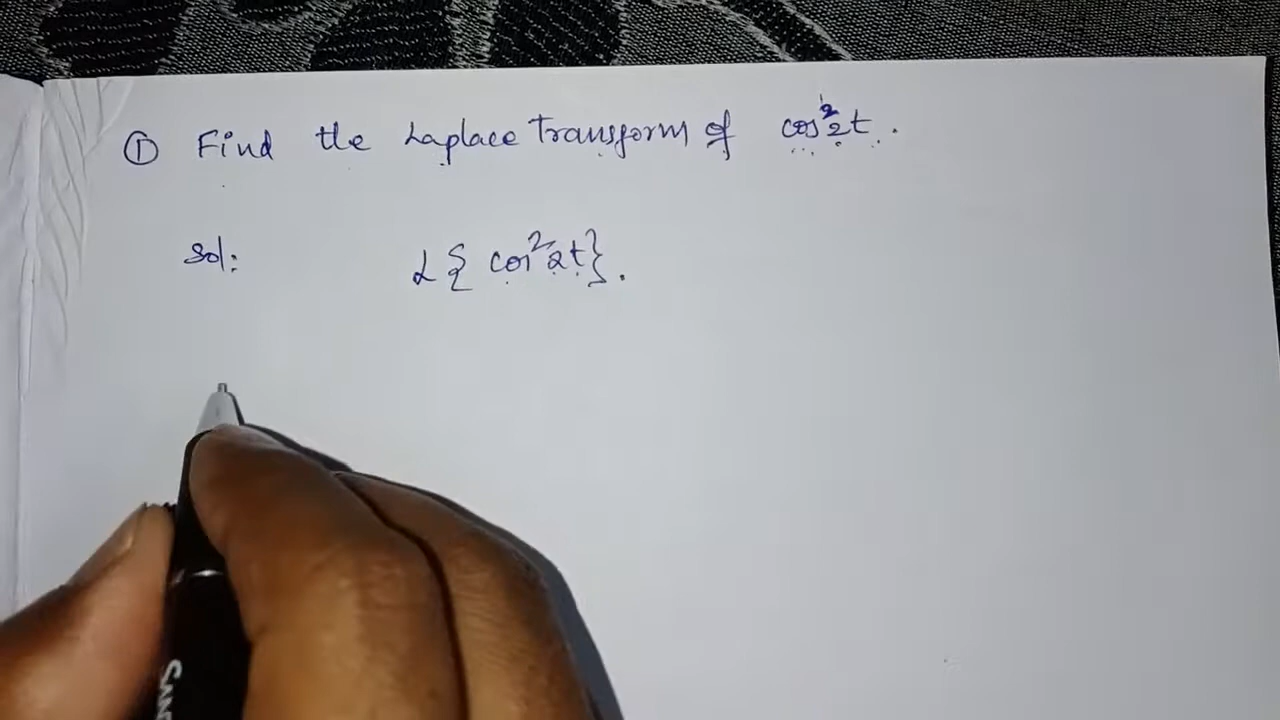 ① Find the Laplace Transform of cos²2t.
Sol: L{cos²2t}.